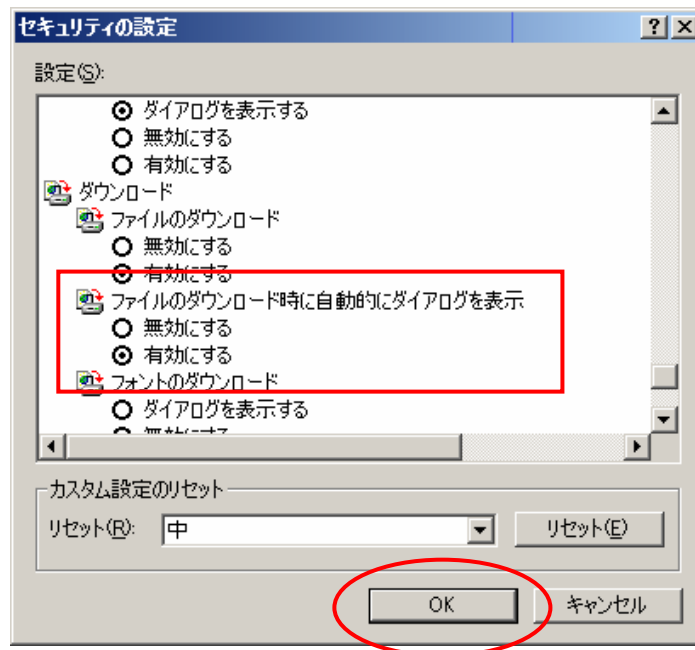 セキュリティの設定
設定(S):
ダイアログを表示する
無効にする
有効にする
ダウンロード
ファイルのダウンロード
無効にする
有効にする
ファイルのダウンロード時に自動的にダイアログを表示
無効にする
有効にする
フォントのダウンロード
ダイアログを表示する
カスタム設定のリセット
リセット(R): 中 リセット(E)
OK キャンセル